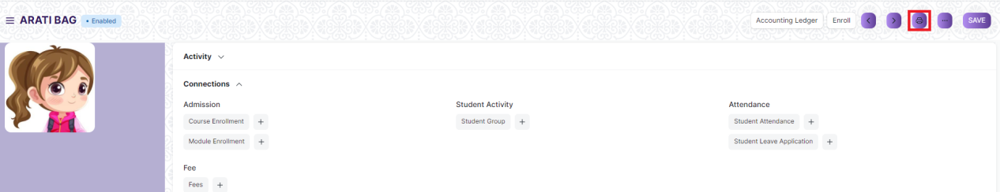 ARATI BAG • Enabled Accounting Ledger Enroll SAVE
Activity
Connections
Admission Student Activity Attendance
Course Enrollment + Student Group + Student Attendance +
Module Enrollment + Student Leave Application +
Fee
Fees +